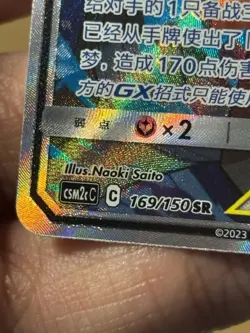 给对手的1只备战
已经从手牌使出了
梦，造成170点伤害
方的GX招式只能使
弱点 ×2
Illus. Naoki Saito
CSM2cC C 169/150 SR
©2023